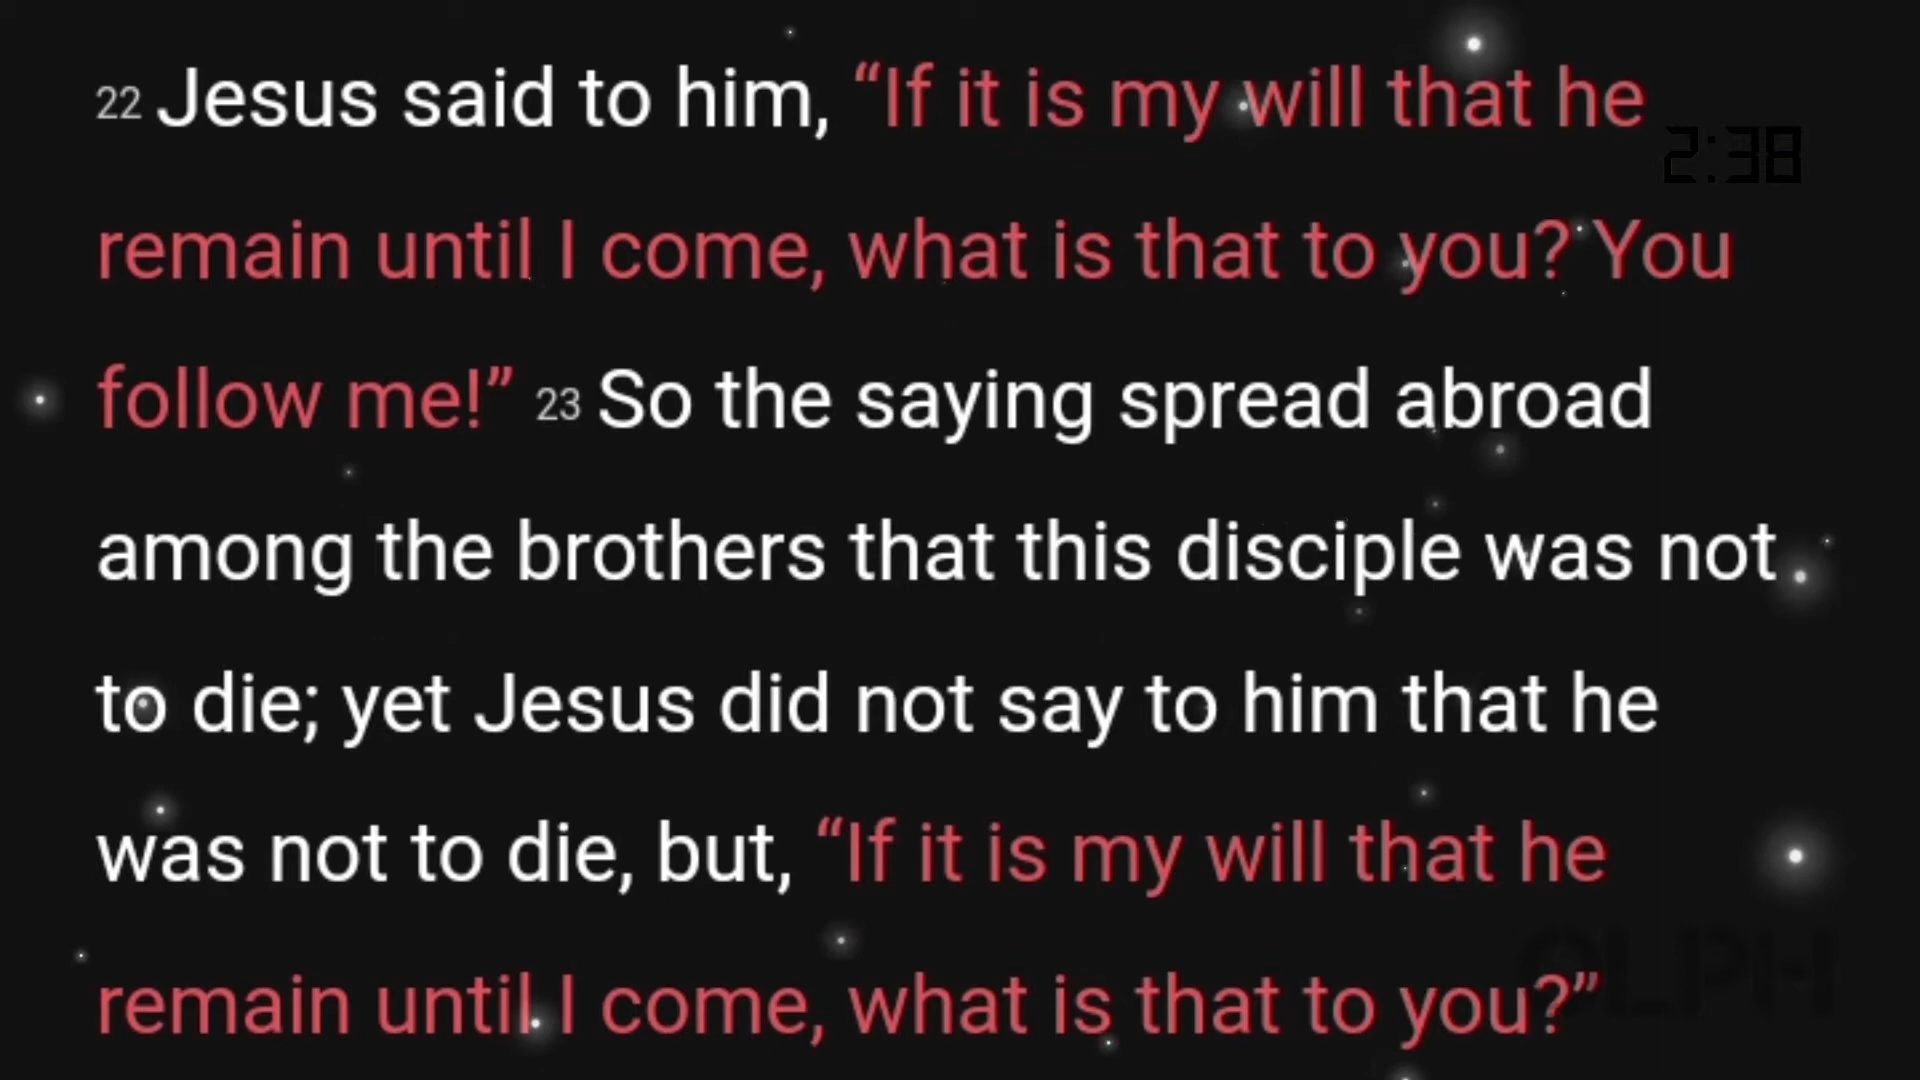 22 Jesus said to him, “If it is my will that he
2:38
remain until I come, what is that to you? You
follow me!” 23 So the saying spread abroad
among the brothers that this disciple was not
to die; yet Jesus did not say to him that he
was not to die, but, “If it is my will that he
OLPH
remain until I come, what is that to you?”